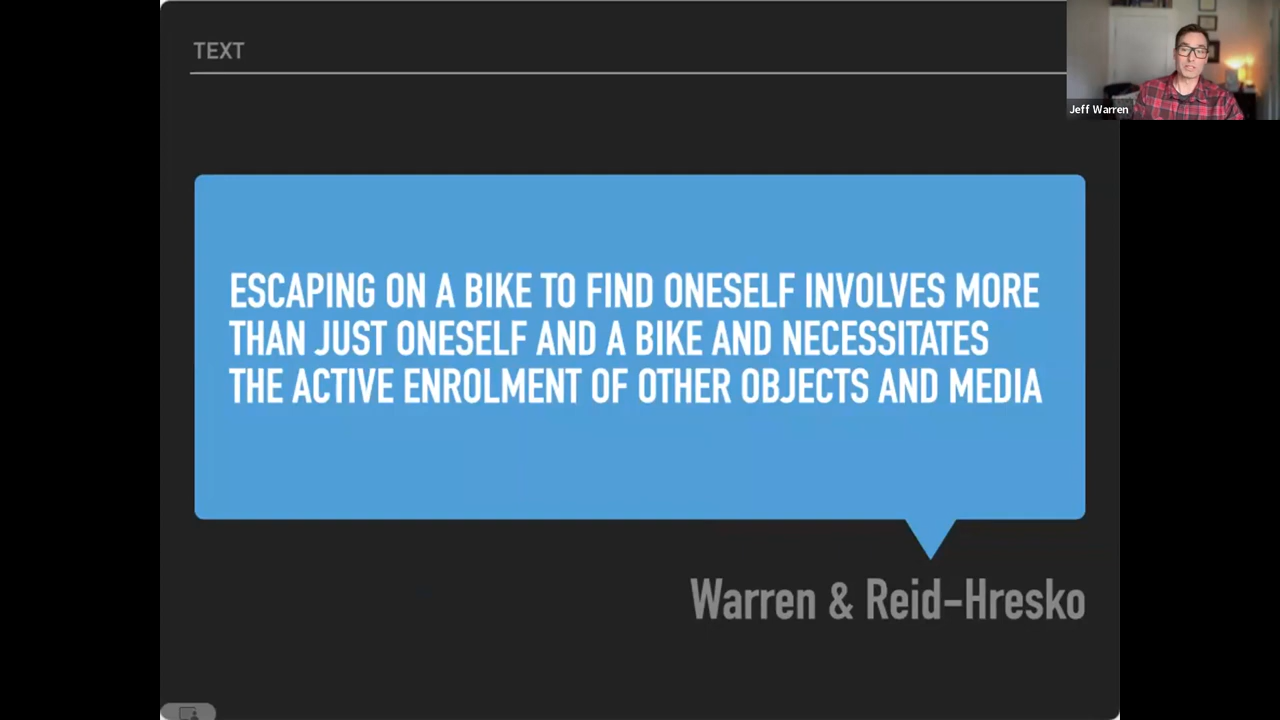 TEXT
Jeff Warren
ESCAPING ON A BIKE TO FIND ONESELF INVOLVES MORE
THAN JUST ONESELF AND A BIKE AND NECESSITATES
THE ACTIVE ENROLMENT OF OTHER OBJECTS AND MEDIA
Warren & Reid-Hresko